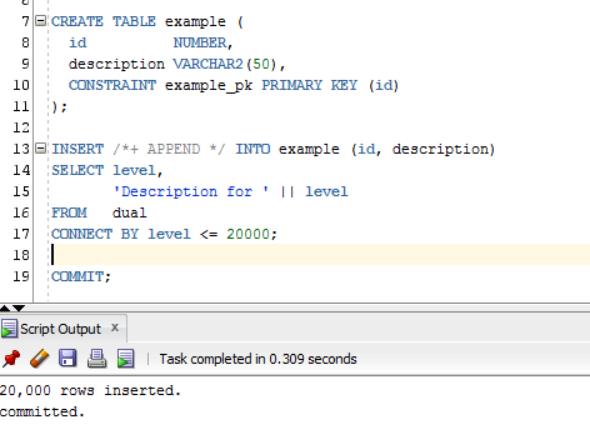 7 CREATE TABLE example (
8 id NUMBER,
9 description VARCHAR2(50),
10 CONSTRAINT example_pk PRIMARY KEY (id)
11 );
12
13 INSERT /*+ APPEND */ INTO example (id, description)
14 SELECT level,
15 'Description for ' || level
16 FROM dual
17 CONNECT BY level <= 20000;
18
19 COMMIT;
Script Output x
Task completed in 0.309 seconds
20,000 rows inserted.
committed.